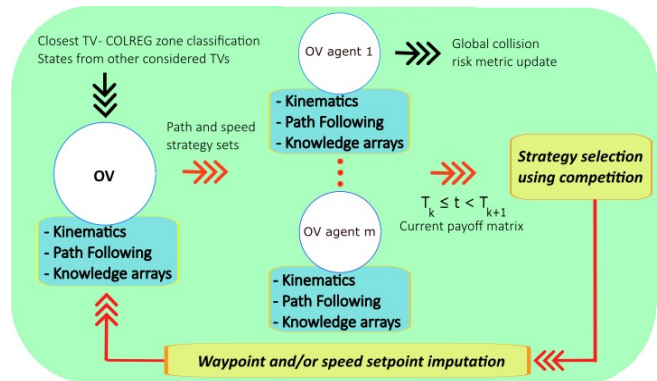 Closest TV- COLREG zone classification
States from other considered TVs
OV
- Kinematics
- Path Following
- Knowledge arrays
Path and speed
strategy sets
OV agent 1
- Kinematics
- Path Following
- Knowledge arrays
Global collision
risk metric update
OV agent m
- Kinematics
- Path Following
- Knowledge arrays
T_k ≤ t < T_k+1
Current payoff matrix
Strategy selection
using competition
Waypoint and/or speed setpoint imputation